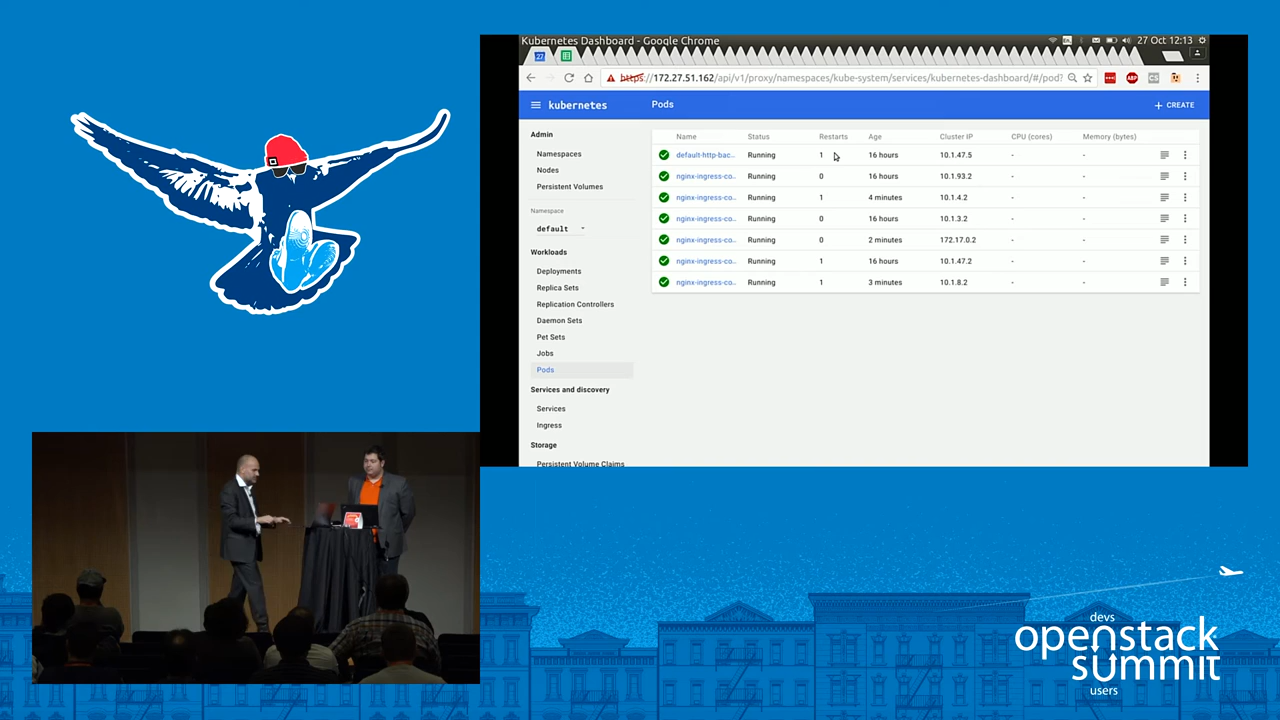 Kubernetes Dashboard - Google Chrome
27 Oct 12:13
27
https://172.27.51.162/api/v1/proxy/namespaces/kube-system/services/kubernetes-dashboard/#/pod?
ABP
kubernetes
Pods
+ CREATE
Admin
Namespaces
Nodes
Persistent Volumes
Namespace
default
Workloads
Deployments
Replica Sets
Replication Controllers
Daemon Sets
Pet Sets
Jobs
Pods
Services and discovery
Services
Ingress
Storage
Persistent Volume Claims
Name Status Restarts Age Cluster IP CPU (cores) Memory (bytes)
default-http-bac.. Running 1 16 hours 10.1.47.5 - -
nginx-ingress-co.. Running 0 16 hours 10.1.93.2 - -
nginx-ingress-co.. Running 1 4 minutes 10.1.4.2 - -
nginx-ingress-co.. Running 0 16 hours 10.1.3.2 - -
nginx-ingress-co.. Running 0 2 minutes 172.17.0.2 - -
nginx-ingress-co.. Running 1 16 hours 10.1.47.2 - -
nginx-ingress-co.. Running 1 3 minutes 10.1.8.2 - -
devs
openstack
summit
users